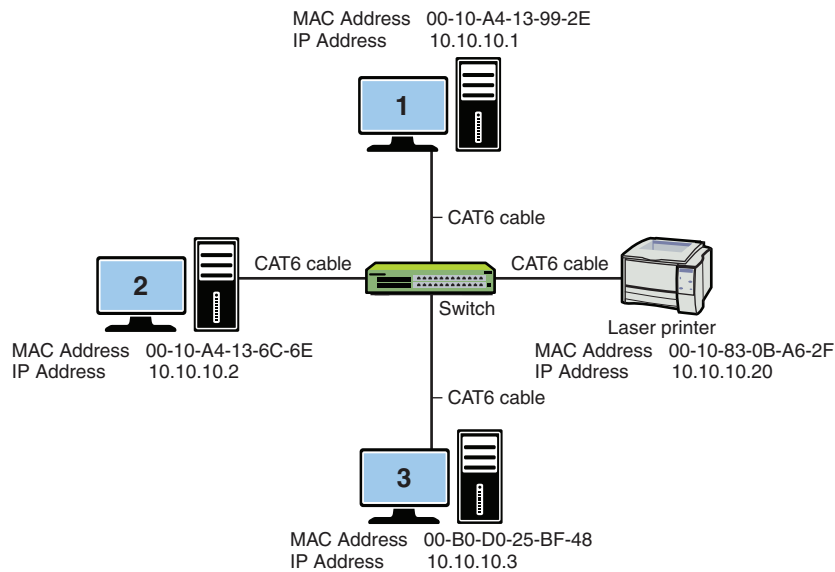 MAC Address 00-10-A4-13-99-2E
IP Address 10.10.10.1
1
CAT6 cable
2
CAT6 cable
CAT6 cable
Switch
Laser printer
MAC Address 00-10-A4-13-6C-6E
IP Address 10.10.10.2
MAC Address 00-10-83-0B-A6-2F
IP Address 10.10.10.20
CAT6 cable
3
MAC Address 00-B0-D0-25-BF-48
IP Address 10.10.10.3